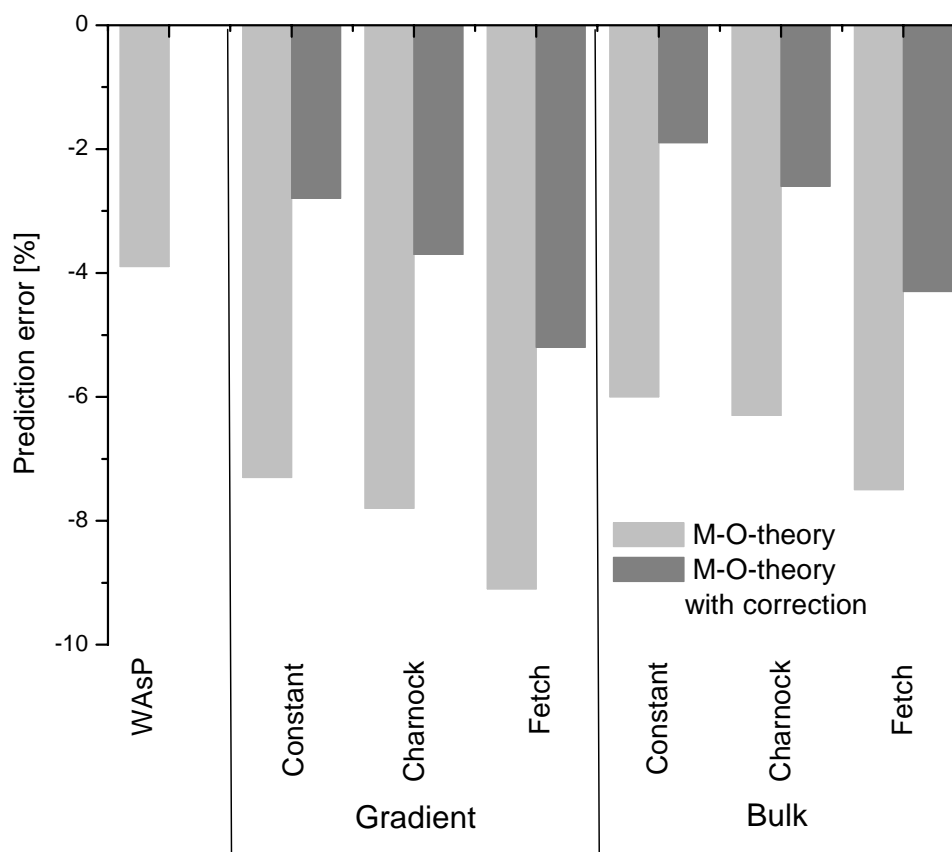 0
-2
-4
-6
-8
-10
Prediction error [%]
M-O-theory
M-O-theory
with correction
WAsP
Constant
Charnock
Fetch
Constant
Charnock
Fetch
Gradient
Bulk